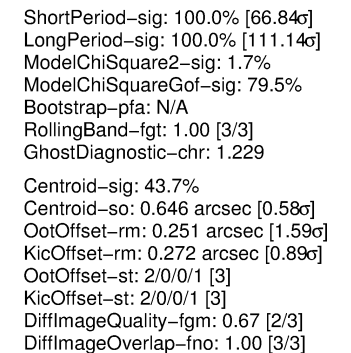 ShortPeriod−sig: 100.0% [66.84σ]
LongPeriod−sig: 100.0% [111.14σ]
ModelChiSquare2−sig: 1.7%
ModelChiSquareGof−sig: 79.5%
Bootstrap−pfa: N/A
RollingBand−fgt: 1.00 [3/3]
GhostDiagnostic−chr: 1.229
Centroid−sig: 43.7%
Centroid−so: 0.646 arcsec [0.58σ]
OotOffset−rm: 0.251 arcsec [1.59σ]
KicOffset−rm: 0.272 arcsec [0.89σ]
OotOffset−st: 2/0/0/1 [3]
KicOffset−st: 2/0/0/1 [3]
DiffImageQuality−fgm: 0.67 [2/3]
DiffImageOverlap−fno: 1.00 [3/3]